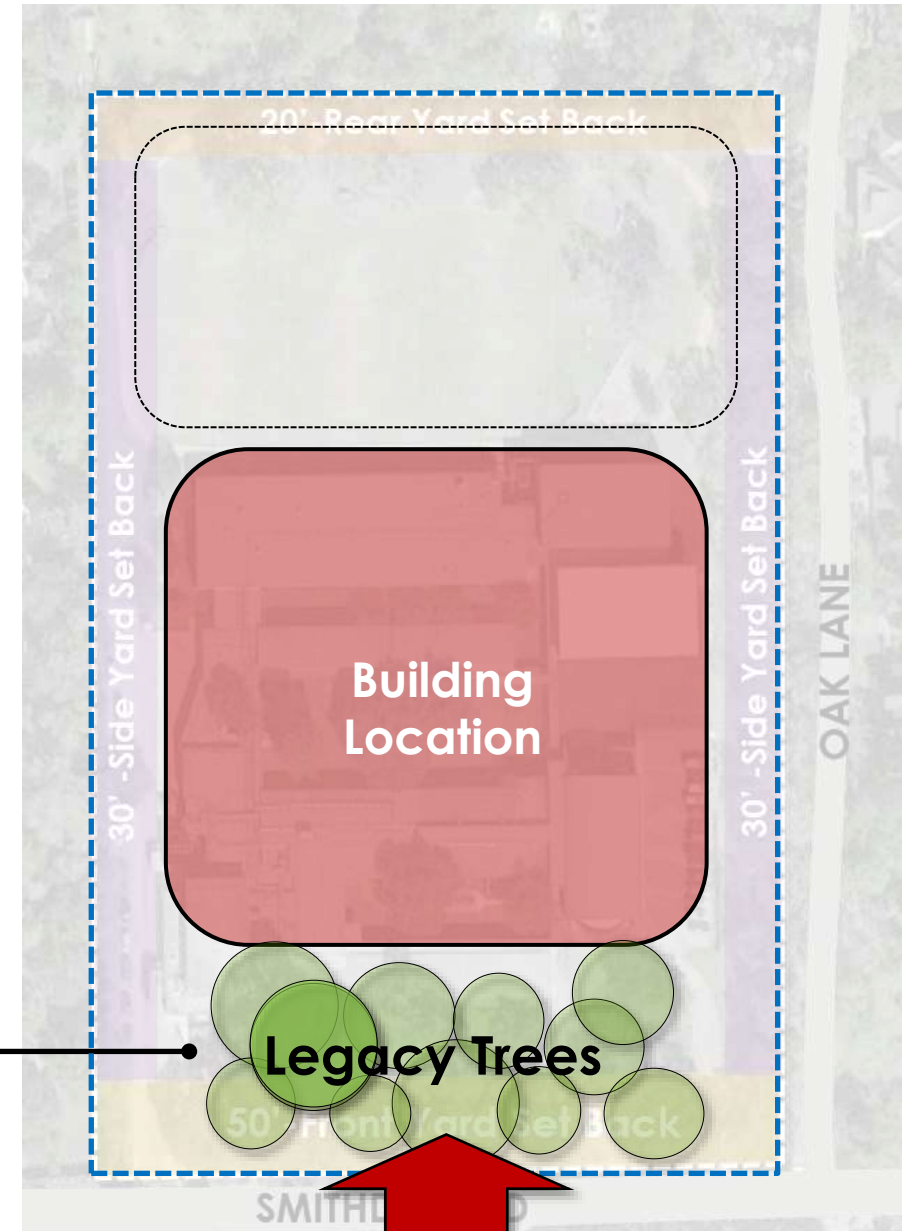 20'-Rear Yard Set Back
30' -Side Yard Set Back
Building
Location
30' -Side Yard Set Back
OAK LANE
Legacy Trees
50'-Front Yard Set Back